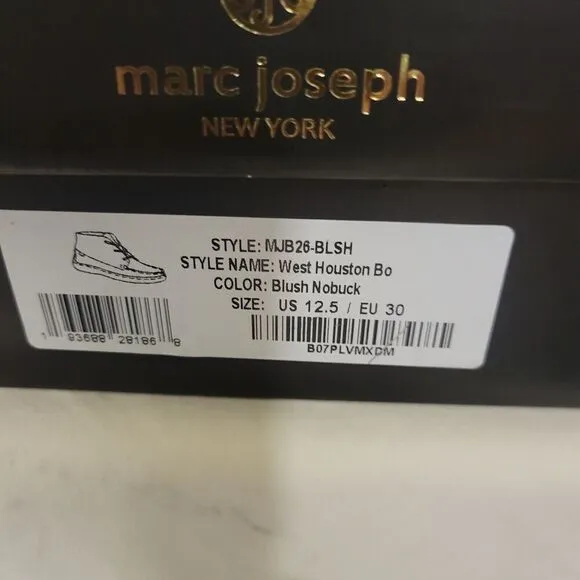 marc joseph
NEW YORK
STYLE: MJB26-BLSH
STYLE NAME: West Houston Bo
COLOR: Blush Nobuck
SIZE: US 12.5 / EU 30
1 93688 28186 8
B07PLVMXDM